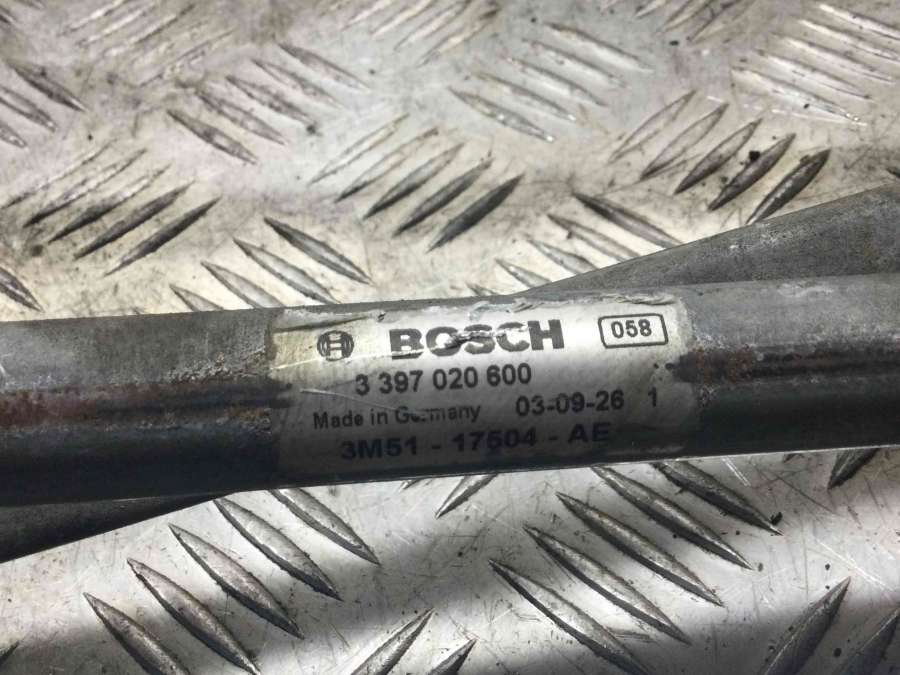 BOSCH 058
3 397 020 600
Made in Germany 03-09-26 1
3M51 - 17504 - AE